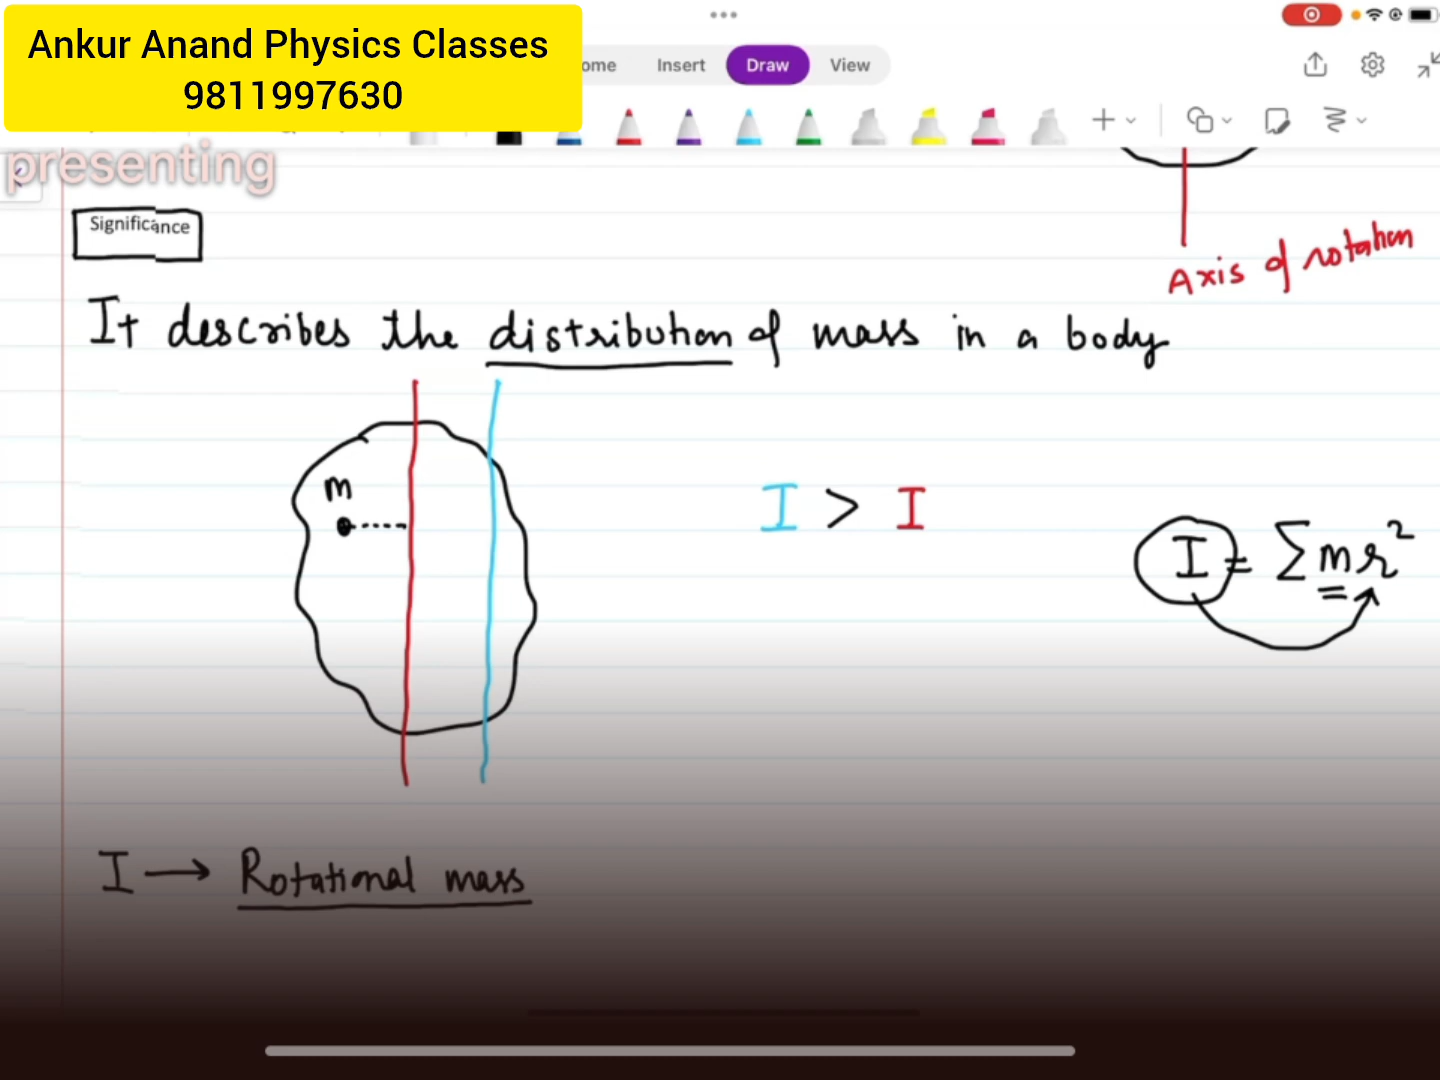 Ankur Anand Physics Classes
9811997630
ome Insert Draw View
presenting
Significance
Axis of rotation
It describes the distribution of mass in a body
m
I > I
I = Σmr²
I → Rotational mass